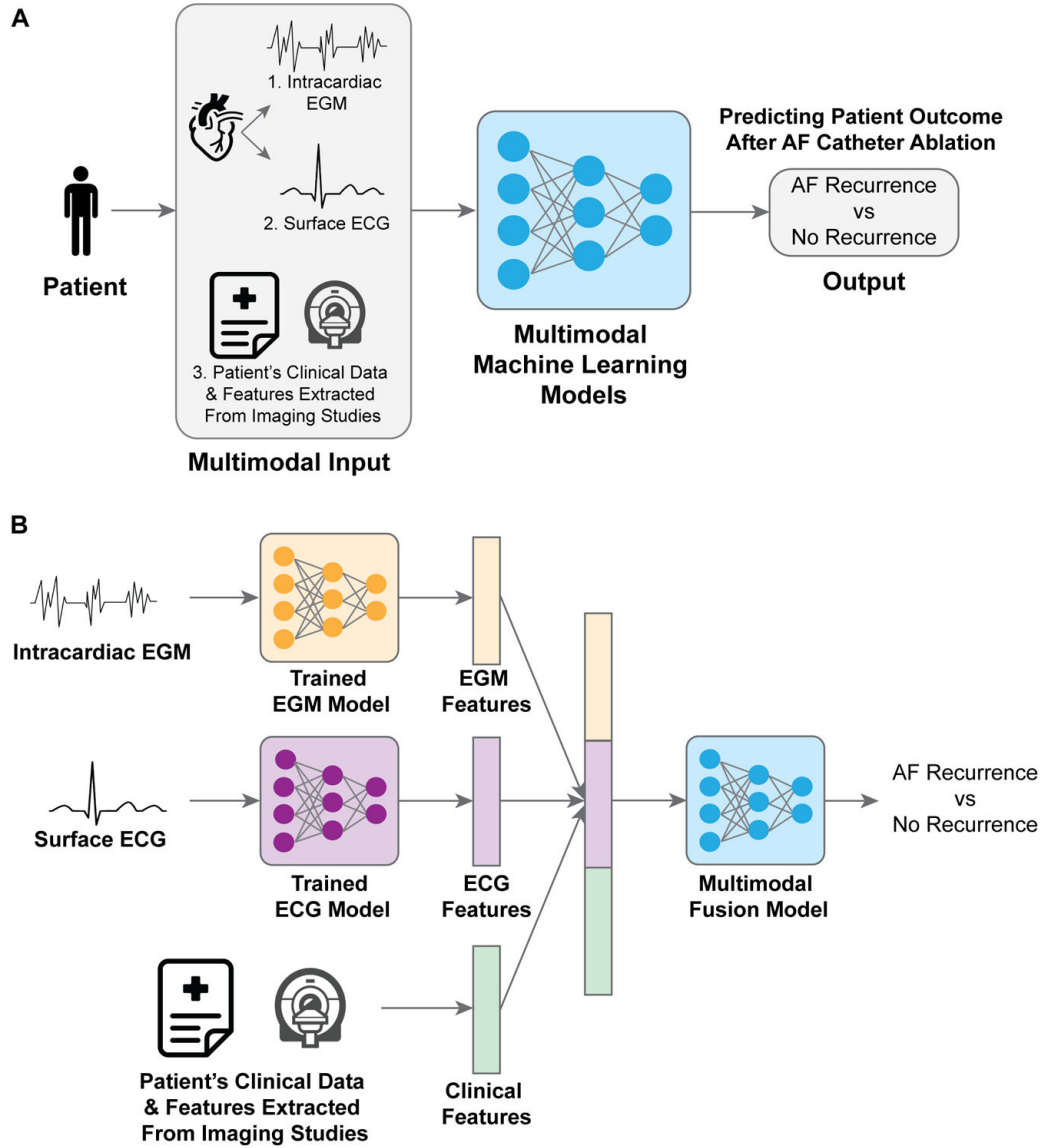 A
1. Intracardiac
EGM
2. Surface ECG
3. Patient's Clinical Data
& Features Extracted
From Imaging Studies
Patient
Multimodal Input
Multimodal
Machine Learning
Models
Predicting Patient Outcome
After AF Catheter Ablation
AF Recurrence
vs
No Recurrence
Output
B
Intracardiac EGM
Trained
EGM Model
EGM
Features
Surface ECG
Trained
ECG Model
ECG
Features
Multimodal
Fusion Model
AF Recurrence
vs
No Recurrence
Patient's Clinical Data
& Features Extracted
From Imaging Studies
Clinical
Features